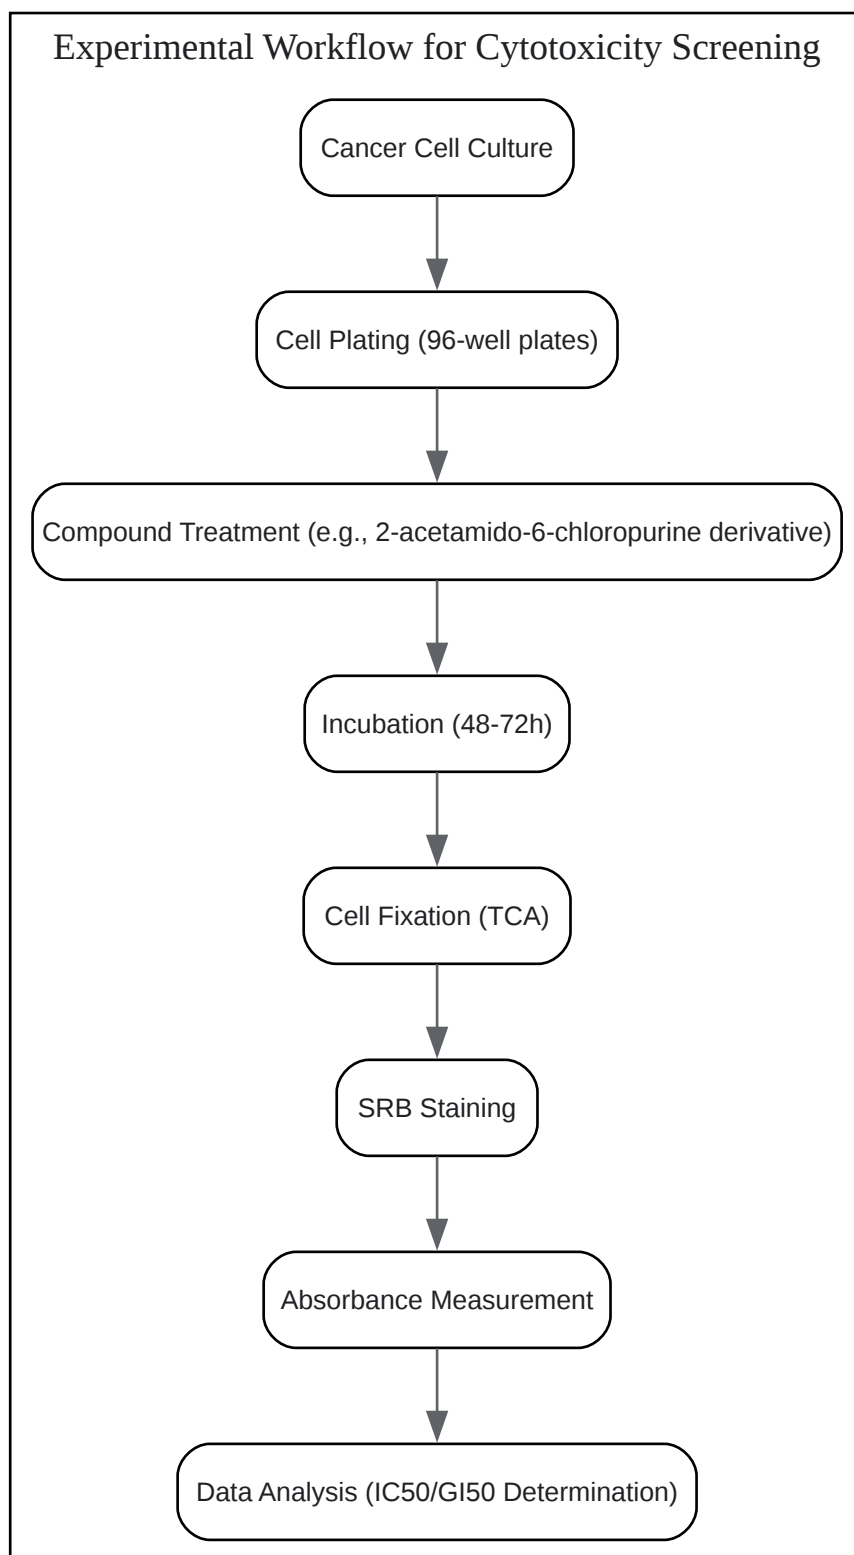 Experimental Workflow for Cytotoxicity Screening
Cancer Cell Culture
Cell Plating (96-well plates)
Compound Treatment (e.g., 2-acetamido-6-chloropurine derivative)
Incubation (48-72h)
Cell Fixation (TCA)
SRB Staining
Absorbance Measurement
Data Analysis (IC50/GI50 Determination)